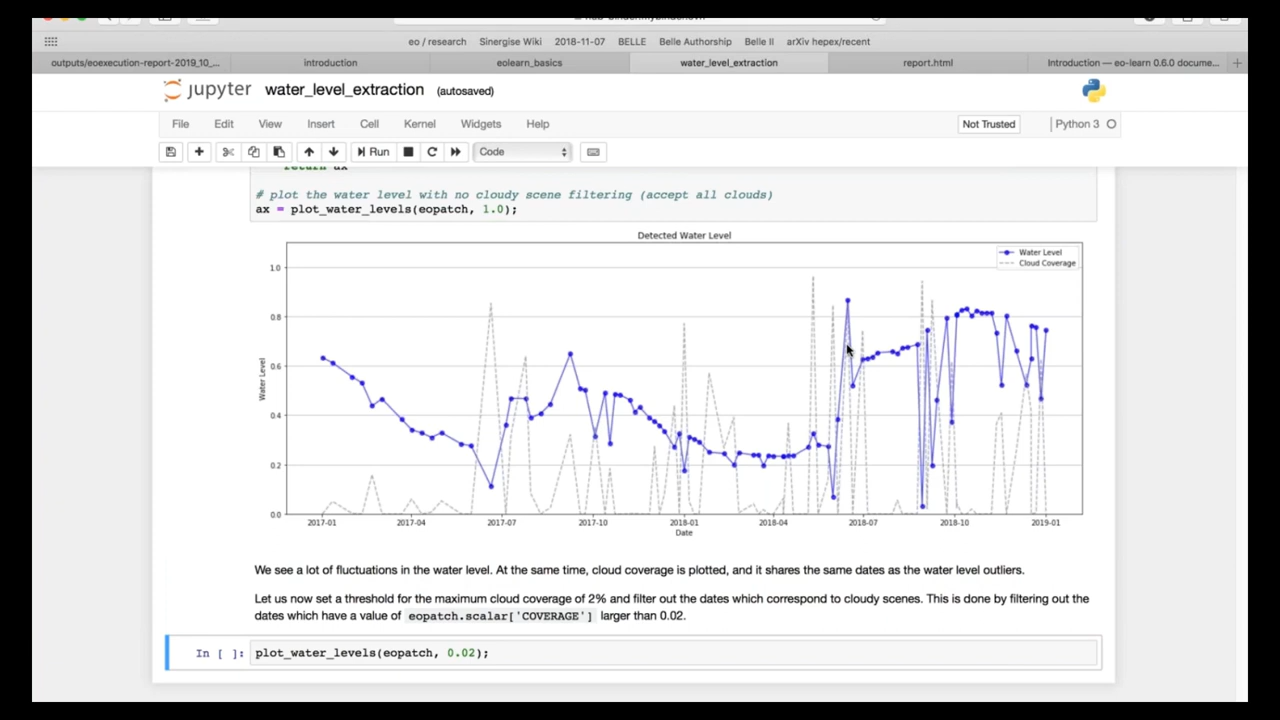 eo / research Sinergise Wiki 2018-11-07 BELLE Belle Authorship Belle II arXiv hepex/recent
outputs/eoexecution-report-2019_10_... introduction eolearn_basics water_level_extraction report.html Introduction — eo-learn 0.6.0 docume... +
jupyter water_level_extraction (autosaved)
File Edit View Insert Cell Kernel Widgets Help Not Trusted Python 3
Run Code
return ax
# plot the water level with no cloudy scene filtering (accept all clouds)
ax = plot_water_levels(eopatch, 1.0);
Detected Water Level
Water Level
Cloud Coverage
1.0
0.8
0.6
0.4
0.2
0.0
Water Level
2017-01 2017-04 2017-07 2017-10 2018-01 2018-04 2018-07 2018-10 2019-01
Date
We see a lot of fluctuations in the water level. At the same time, cloud coverage is plotted, and it shares the same dates as the water level outliers.
Let us now set a threshold for the maximum cloud coverage of 2% and filter out the dates which correspond to cloudy scenes. This is done by filtering out the
dates which have a value of eopatch.scalar['COVERAGE'] larger than 0.02.
In [ ]: plot_water_levels(eopatch, 0.02);